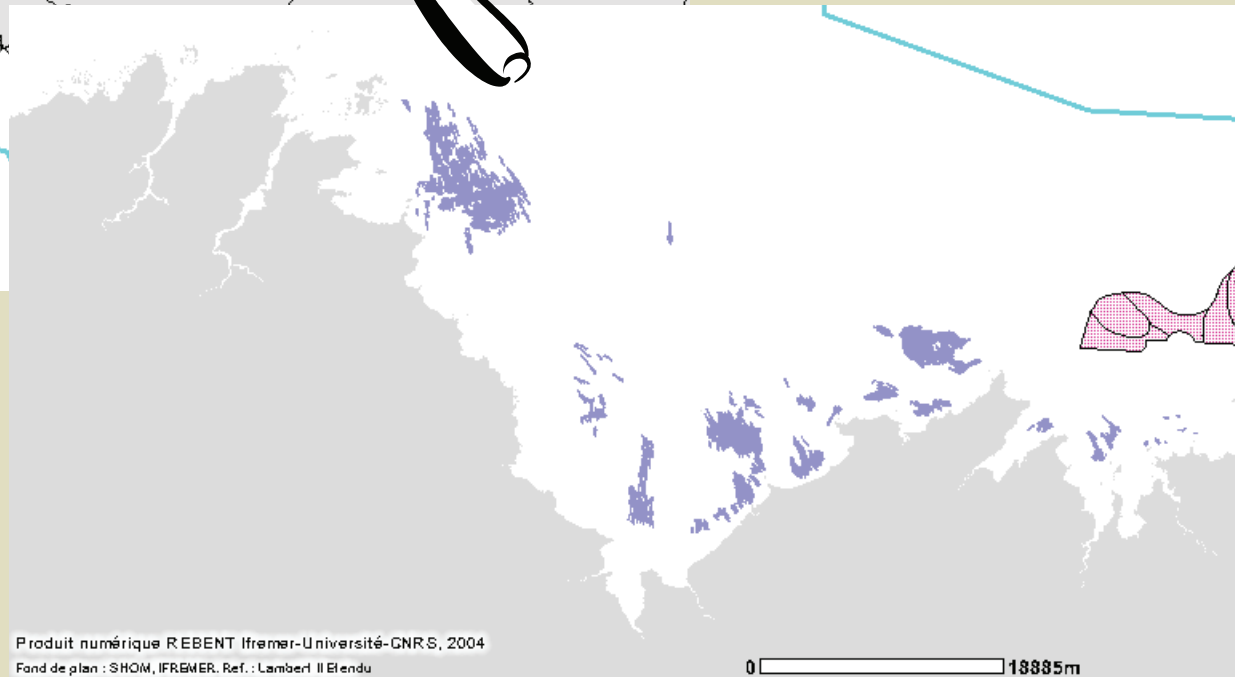 Produit numérique REBENT Ifremer-Université-CNRS, 2004
Fond de plan : SHOM, IFREMER. Ref. : Lambert II Etendu
0 18885m